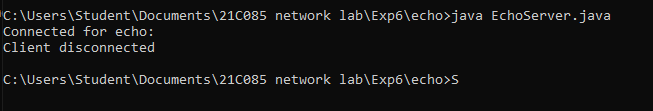 C:\Users\Student\Documents\21C085 network lab\Exp6\echo>java EchoServer.java
Connected for echo:
Client disconnected
C:\Users\Student\Documents\21C085 network lab\Exp6\echo>S